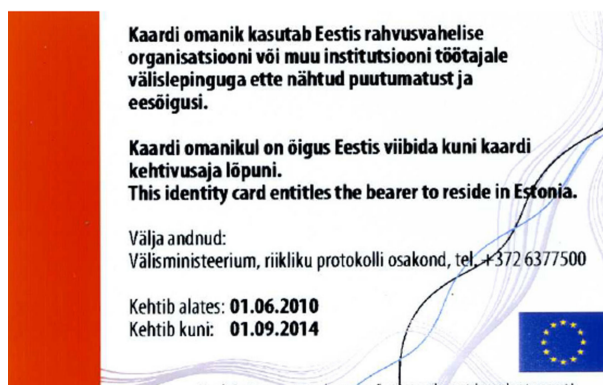 Kaardi omanik kasutab Eestis rahvusvahelise
organisatsiooni või muu institutsiooni töötajale
välislepinguga ette nähtud puutumatust ja
eesõigusi.
Kaardi omanikul on õigus Eestis viibida kuni kaardi
kehtivusaja lõpuni.
This identity card entitles the bearer to reside in Estonia.
Välja andnud:
Välisministeerium, riikliku protokolli osakond, tel, +372 6377500
Kehtib alates: 01.06.2010
Kehtib kuni: 01.09.2014